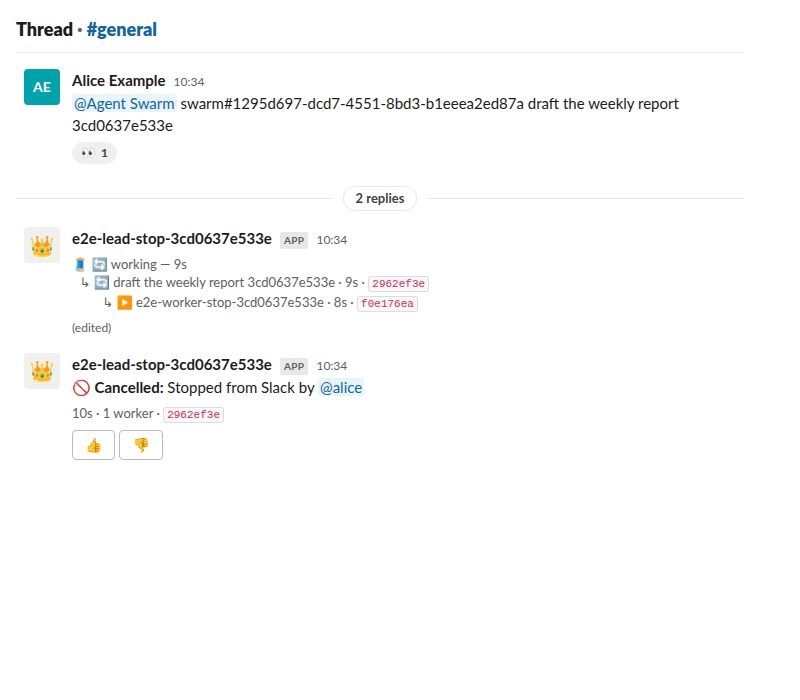 Thread • #general
AE
Alice Example 10:34
@Agent Swarm swarm#1295d697-dcd7-4551-8bd3-b1eeea2ed87a draft the weekly report
3cd0637e533e
👀 1
2 replies
e2e-lead-stop-3cd0637e533e APP 10:34
🧵 🔄 working — 9s
↳ 🔄 draft the weekly report 3cd0637e533e · 9s · 2962ef3e
↳ ▶️ e2e-worker-stop-3cd0637e533e · 8s · f0e176ea
(edited)
e2e-lead-stop-3cd0637e533e APP 10:34
🚫 Cancelled: Stopped from Slack by @alice
10s · 1 worker · 2962ef3e
👍 👎